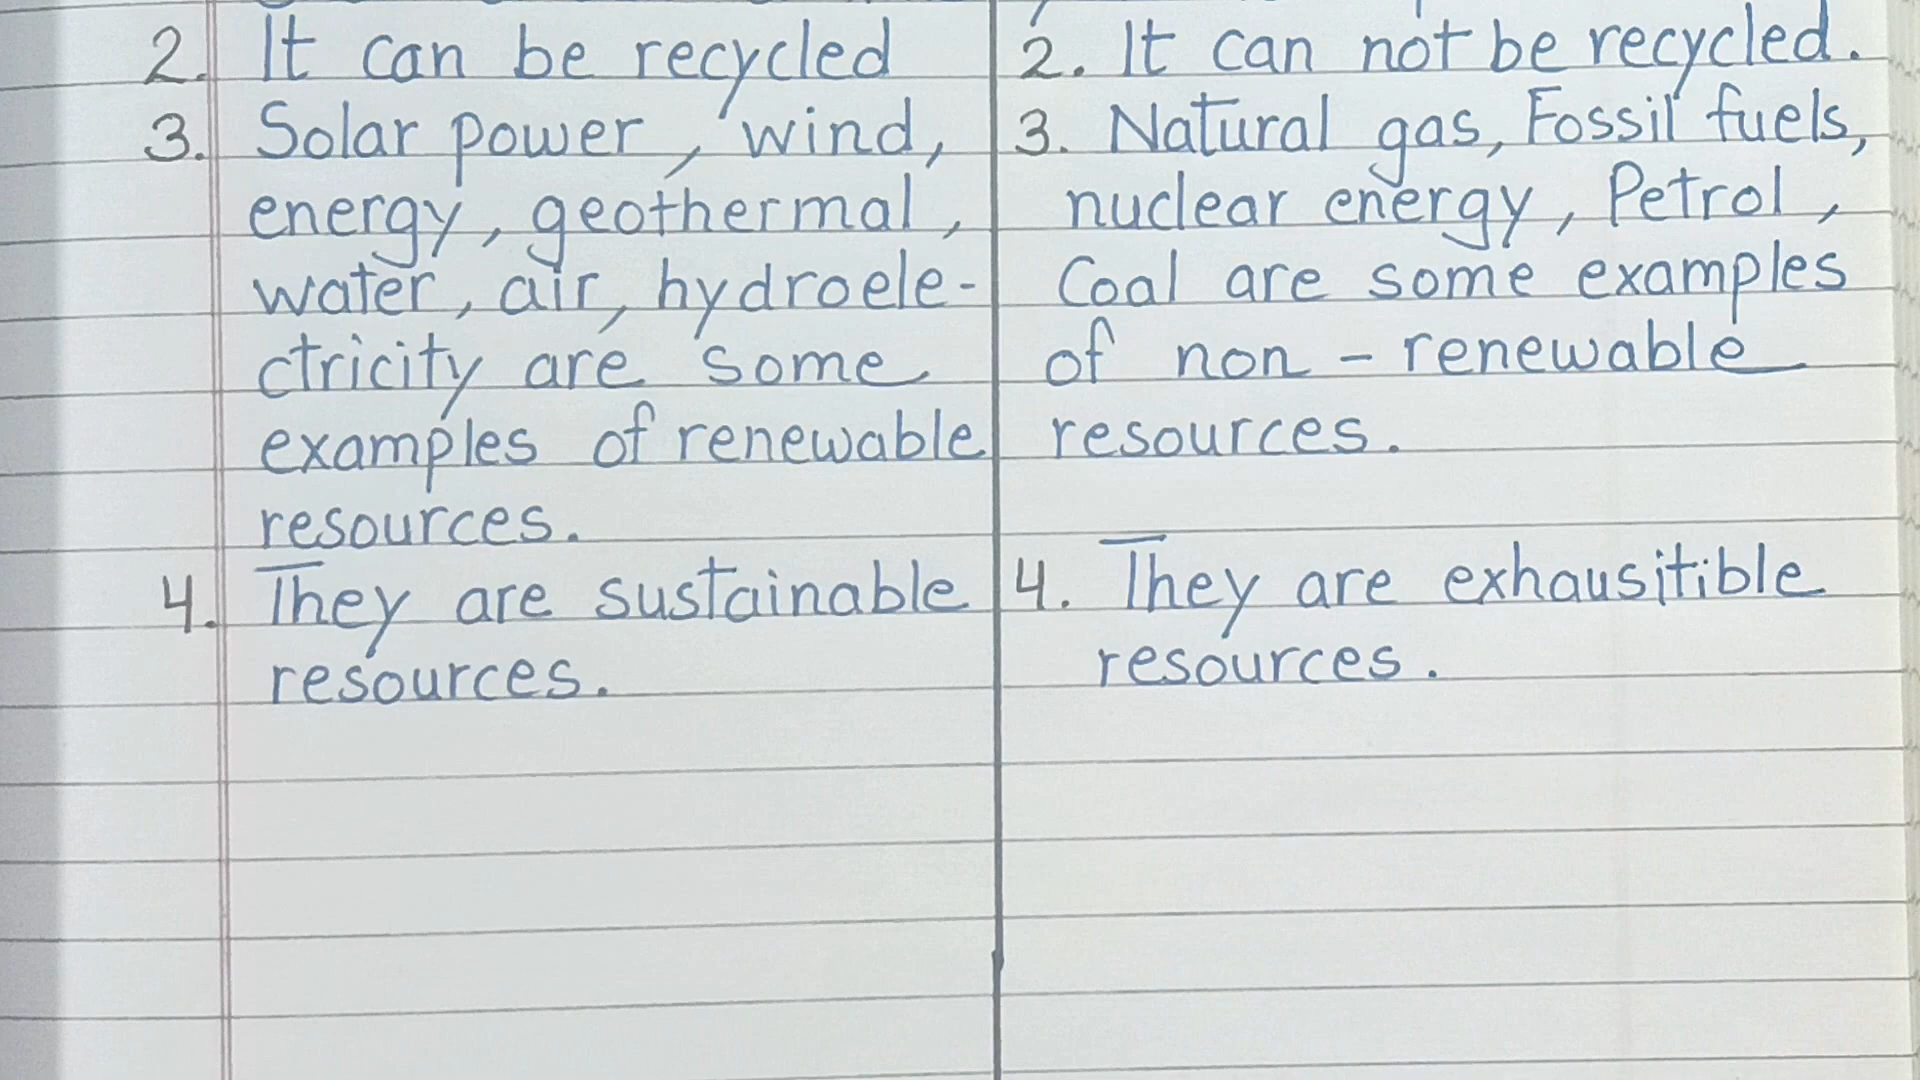 2. It can be recycled
3. Solar power, wind,
energy, geothermal,
water, air, hydroele-
ctricity are some
examples of renewable
resources.
4. They are sustainable
resources.
2. It can not be recycled.
3. Natural gas, Fossil fuels,
nuclear energy, Petrol,
Coal are some examples
of non - renewable
resources.
4. They are exhausitible
resources.